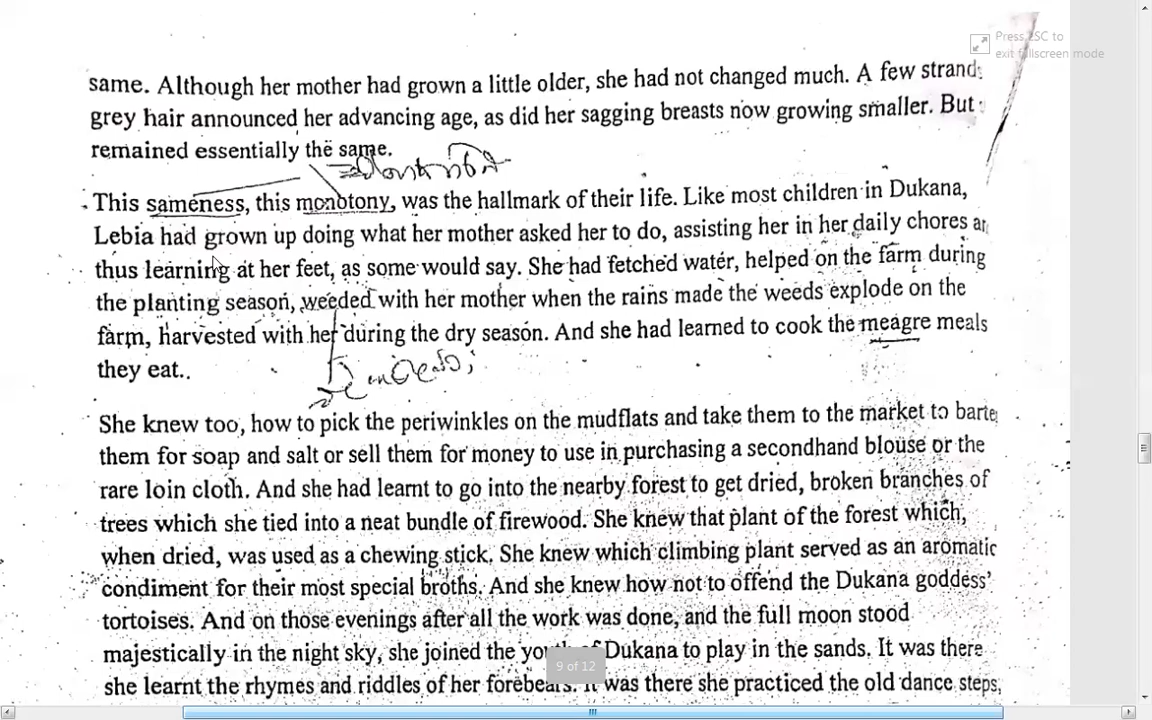 Press ESC to
exit fullscreen mode
same. Although her mother had grown a little older, she had not changed much. A few strand
grey hair announced her advancing age, as did her sagging breasts now growing smaller. But
remained essentially the same.
This sameness, this monotony, was the hallmark of their life. Like most children in Dukana,
Lebia had grown up doing what her mother asked her to do, assisting her in her daily chores
thus learning at her feet, as some would say. She had fetched water, helped on the farm during
the planting season, weeded with her mother when the rains made the weeds explode on the
farm, harvested with her during the dry season. And she had learned to cook the meagre meals
they eat..
She knew too, how to pick the periwinkles on the mudflats and take them to the market to barte
them for soap and salt or sell them for money to use in purchasing a secondhand blouse or the
rare loin cloth. And she had learnt to go into the nearby forest to get dried, broken branches of
trees which she tied into a neat bundle of firewood. She knew that plant of the forest which,
when dried, was used as a chewing stick. She knew which climbing plant served as an aromatic
condiment for their most special broths. And she knew how not to offend the Dukana goddess'
tortoises. And on those evenings after all the work was done, and the full moon stood
majestically in the night sky, she joined the Dukana to play in the sands. It was there
9 of 12
she learnt the rhymes and riddles of her forebears. It was there she practiced the old dance steps,